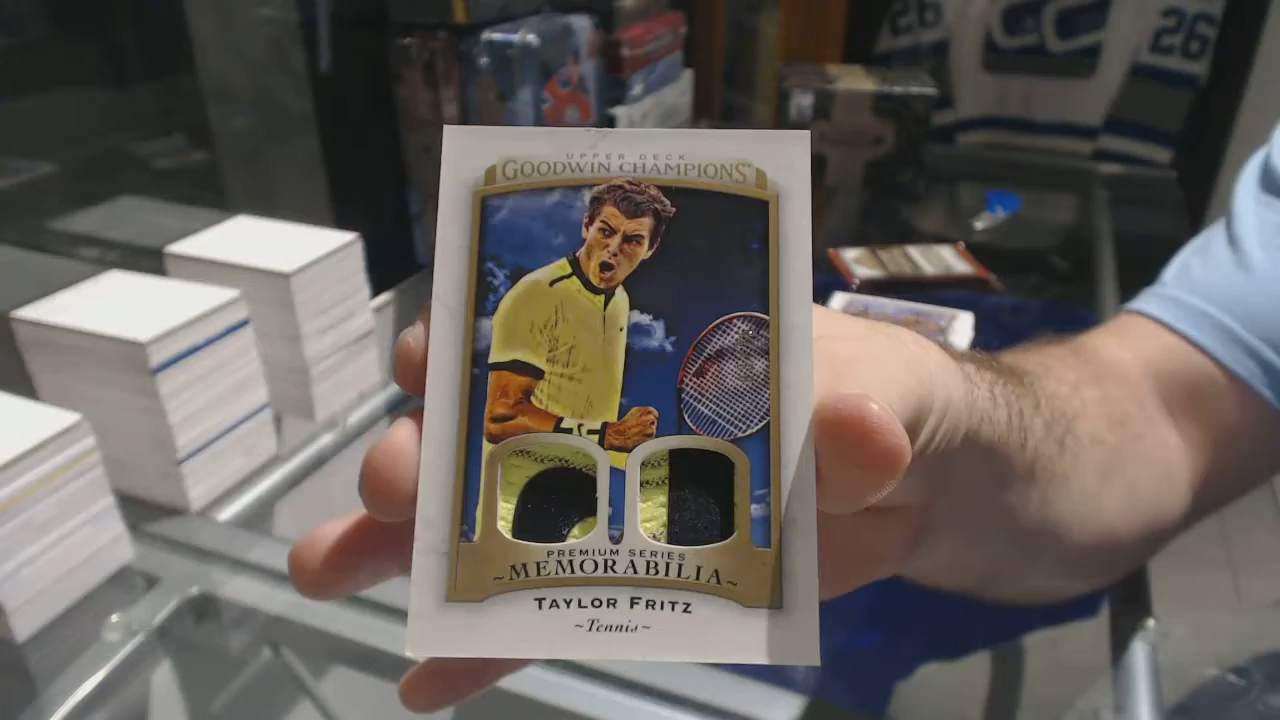 UPPER DECK
GOODWIN CHAMPIONS
PREMIUM SERIES
~MEMORABILIA~
TAYLOR FRITZ
~Tennis~
26
26